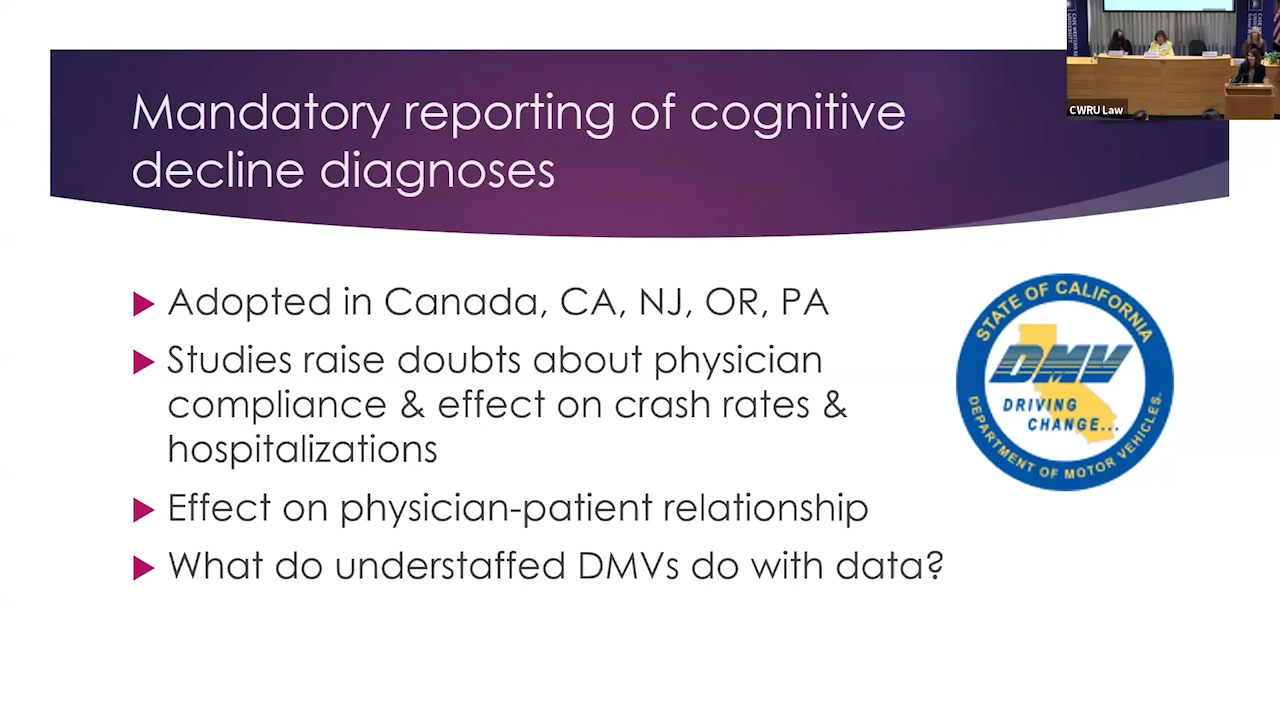 Mandatory reporting of cognitive
decline diagnoses
CWRU Law
Adopted in Canada, CA, NJ, OR, PA
Studies raise doubts about physician
compliance & effect on crash rates &
hospitalizations
Effect on physician-patient relationship
What do understaffed DMVs do with data?
STATE OF CALIFORNIA
DMV
DRIVING
CHANGE...
DEPARTMENT OF MOTOR VEHICLES.